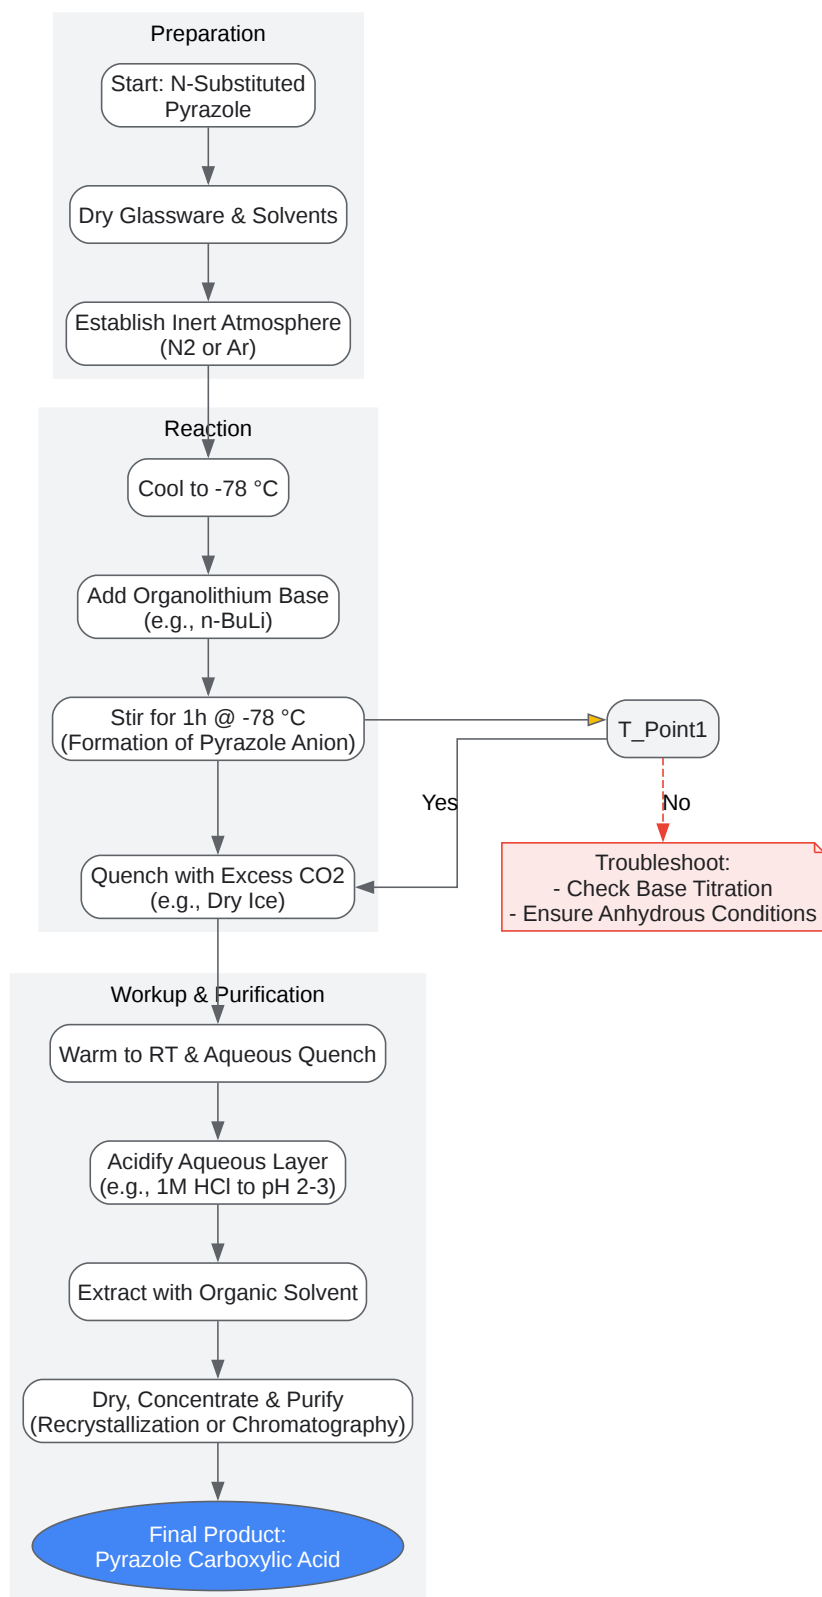 Preparation
Start: N-Substituted
Pyrazole
Dry Glassware & Solvents
Establish Inert Atmosphere
(N2 or Ar)
Reaction
Cool to -78 °C
Add Organolithium Base
(e.g., n-BuLi)
Stir for 1h @ -78 °C
(Formation of Pyrazole Anion)
T_Point1
Yes
No
Quench with Excess CO2
(e.g., Dry Ice)
Troubleshoot:
- Check Base Titration
- Ensure Anhydrous Conditions
Workup & Purification
Warm to RT & Aqueous Quench
Acidify Aqueous Layer
(e.g., 1M HCl to pH 2-3)
Extract with Organic Solvent
Dry, Concentrate & Purify
(Recrystallization or Chromatography)
Final Product:
Pyrazole Carboxylic Acid